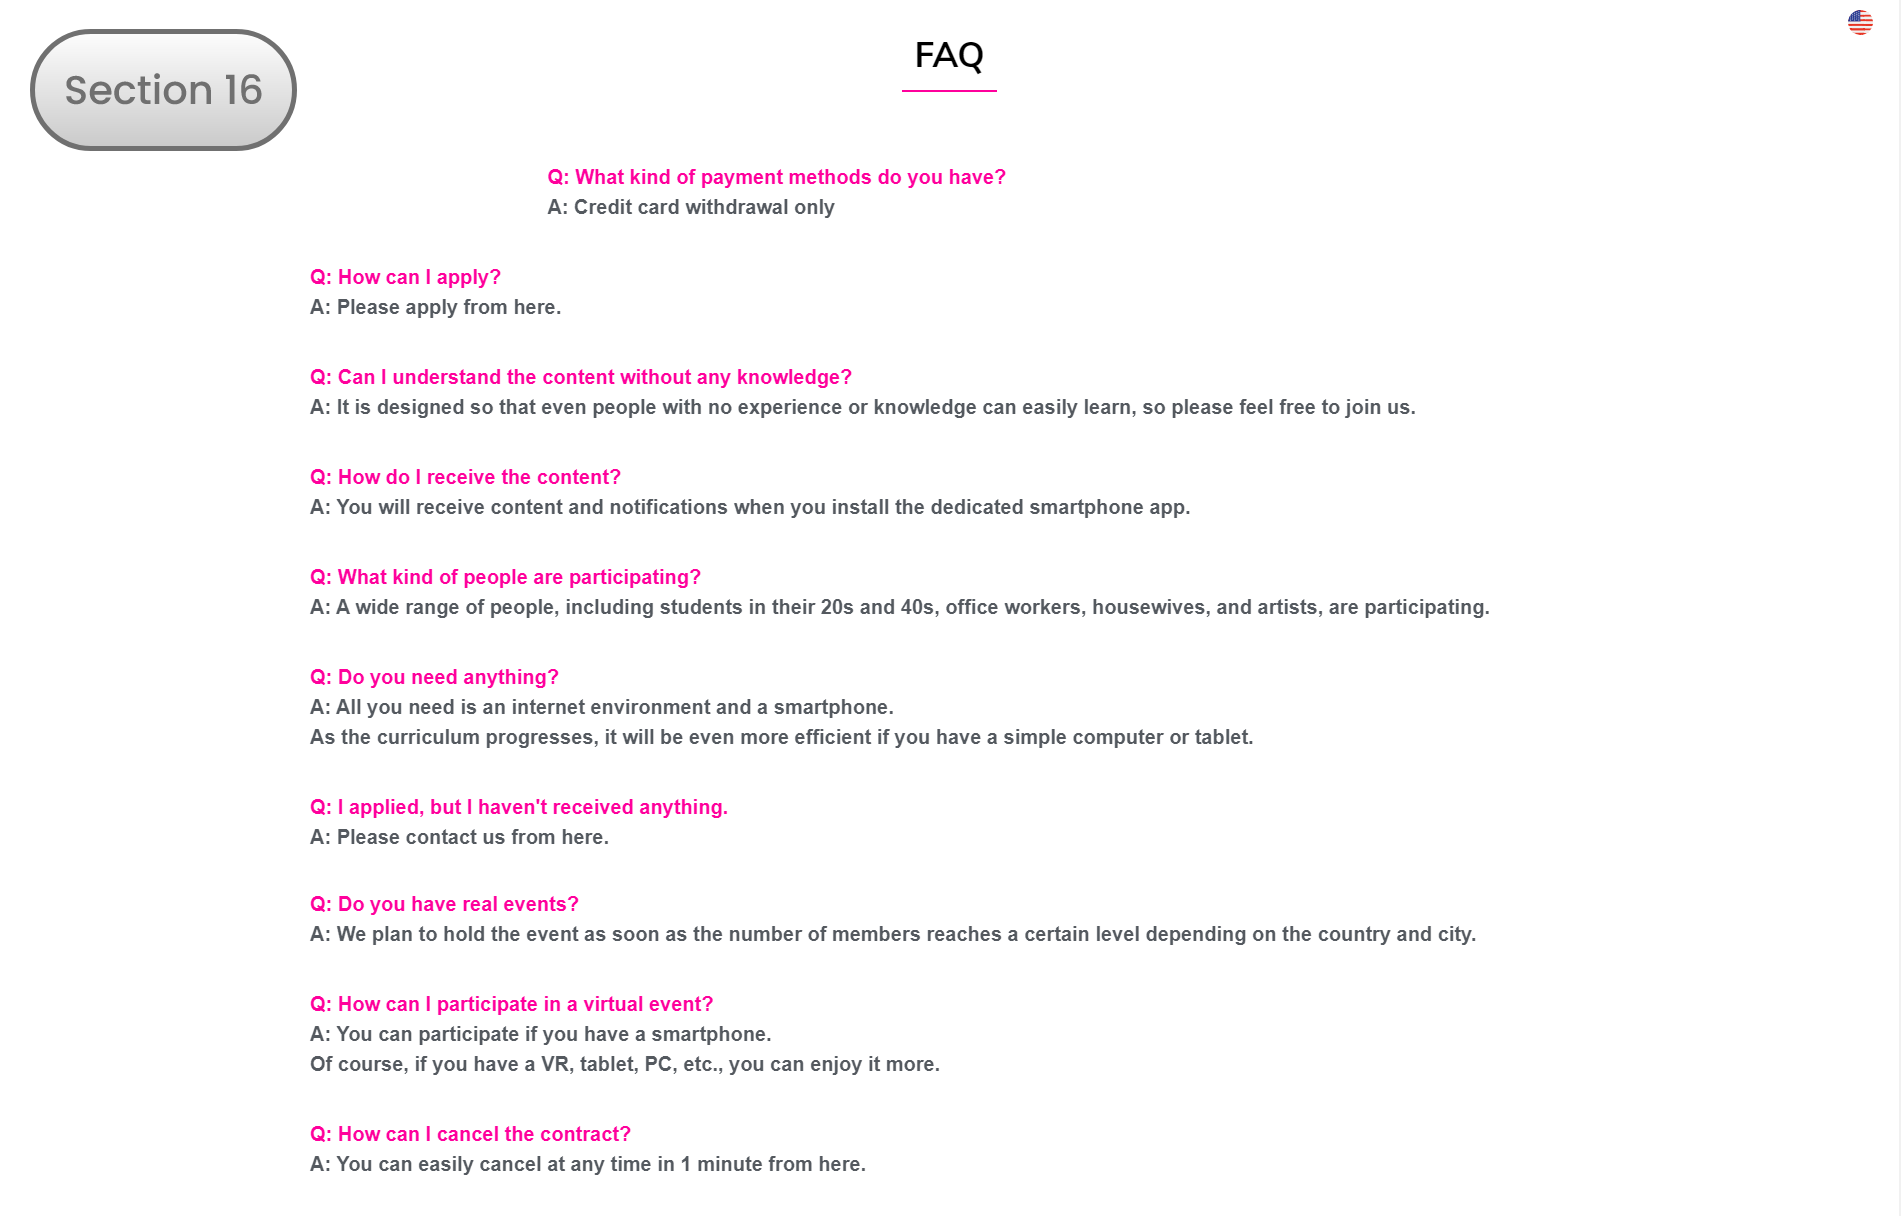 Section 16
FAQ
Q: What kind of payment methods do you have?
A: Credit card withdrawal only
Q: How can I apply?
A: Please apply from here.
Q: Can I understand the content without any knowledge?
A: It is designed so that even people with no experience or knowledge can easily learn, so please feel free to join us.
Q: How do I receive the content?
A: You will receive content and notifications when you install the dedicated smartphone app.
Q: What kind of people are participating?
A: A wide range of people, including students in their 20s and 40s, office workers, housewives, and artists, are participating.
Q: Do you need anything?
A: All you need is an internet environment and a smartphone.
As the curriculum progresses, it will be even more efficient if you have a simple computer or tablet.
Q: I applied, but I haven't received anything.
A: Please contact us from here.
Q: Do you have real events?
A: We plan to hold the event as soon as the number of members reaches a certain level depending on the country and city.
Q: How can I participate in a virtual event?
A: You can participate if you have a smartphone.
Of course, if you have a VR, tablet, PC, etc., you can enjoy it more.
Q: How can I cancel the contract?
A: You can easily cancel at any time in 1 minute from here.